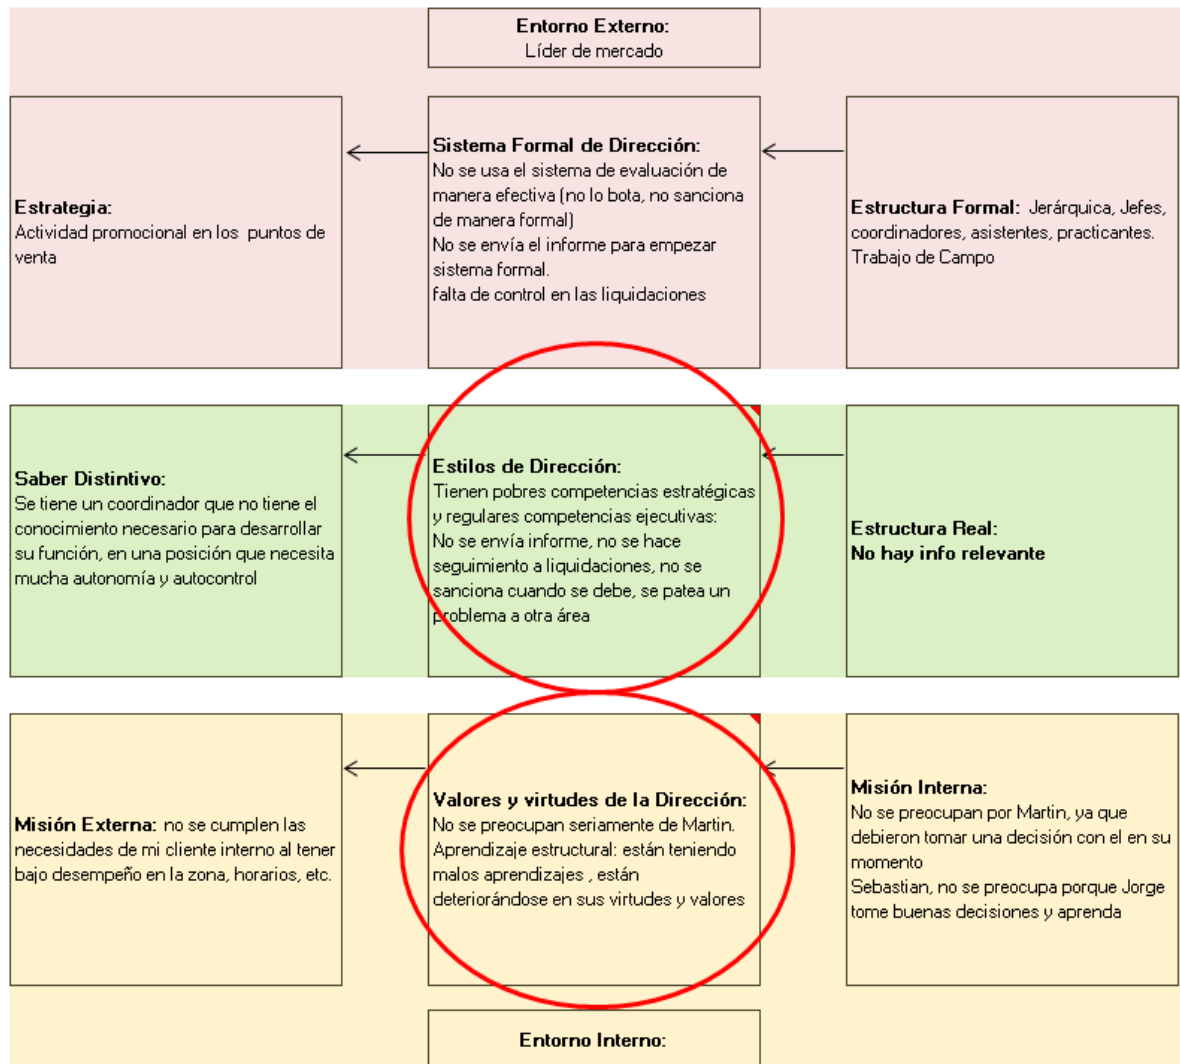 Entorno Externo:
Líder de mercado
Estrategia:
Actividad promocional en los puntos de
venta
Sistema Formal de Dirección:
No se usa el sistema de evaluación de
manera efectiva (no lo bota, no sanciona
de manera formal)
No se envía el informe para empezar
sistema formal.
falta de control en las liquidaciones
Estructura Formal: Jerárquica, Jefes,
coordinadores, asistentes, practicantes.
Trabajo de Campo
Saber Distintivo:
Se tiene un coordinador que no tiene el
conocimiento necesario para desarrollar
su función, en una posición que necesita
mucha autonomía y autocontrol
Estilos de Dirección:
Tienen pobres competencias estratégicas
y regulares competencias ejecutivas:
No se envía informe, no se hace
seguimiento a liquidaciones, no se
sanciona cuando se debe, se patea un
problema a otra área
Estructura Real:
No hay info relevante
Misión Externa: no se cumplen las
necesidades de mi cliente interno al tener
bajo desempeño en la zona, horarios, etc.
Valores y virtudes de la Dirección:
No se preocupan seriamente de Martin.
Aprendizaje estructural: están teniendo
malos aprendizajes , están
deteriorándose en sus virtudes y valores
Misión Interna:
No se preocupan por Martin, ya que
debieron tomar una decisión con el en su
momento
Sebastian, no se preocupa porque Jorge
tome buenas decisiones y aprenda
Entorno Interno: